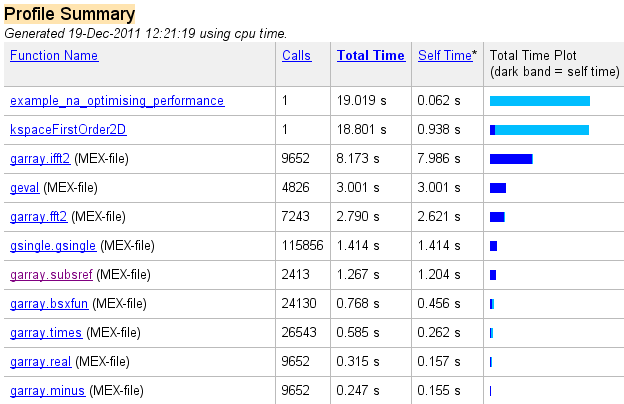 Profile Summary
Generated 19-Dec-2011 12:21:19 using cpu time.
Function Name Calls Total Time Self Time* Total Time Plot
(dark band = self time)
example_na_optimising_performance 1 19.019 s 0.062 s
kspaceFirstOrder2D 1 18.801 s 0.938 s
garray.ifft2 (MEX-file) 9652 8.173 s 7.986 s
geval (MEX-file) 4826 3.001 s 3.001 s
garray.fft2 (MEX-file) 7243 2.790 s 2.621 s
gsingle.gsingle (MEX-file) 115856 1.414 s 1.414 s
garray.subsref (MEX-file) 2413 1.267 s 1.204 s
garray.bsxfun (MEX-file) 24130 0.768 s 0.456 s
garray.times (MEX-file) 26543 0.585 s 0.262 s
garray.real (MEX-file) 9652 0.315 s 0.157 s
garray.minus (MEX-file) 9652 0.247 s 0.155 s